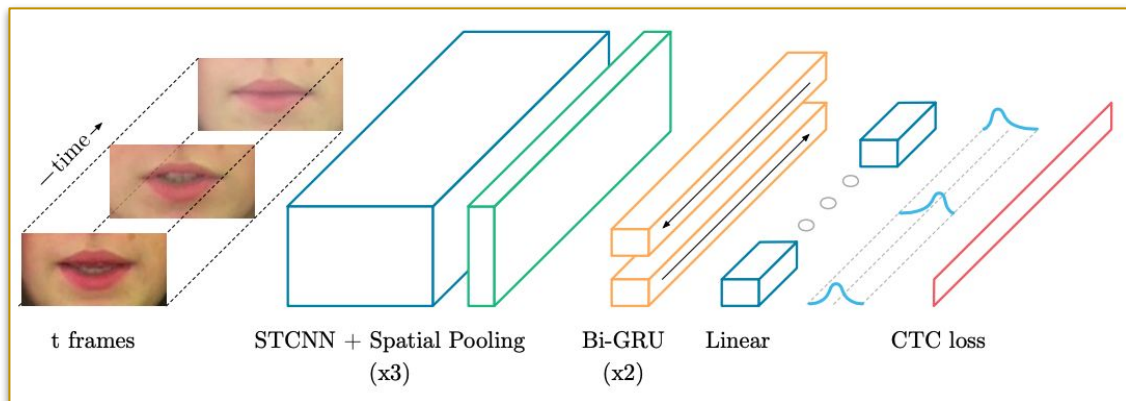 —time→
t frames
STCNN + Spatial Pooling
(x3)
Bi-GRU
(x2)
Linear
CTC loss